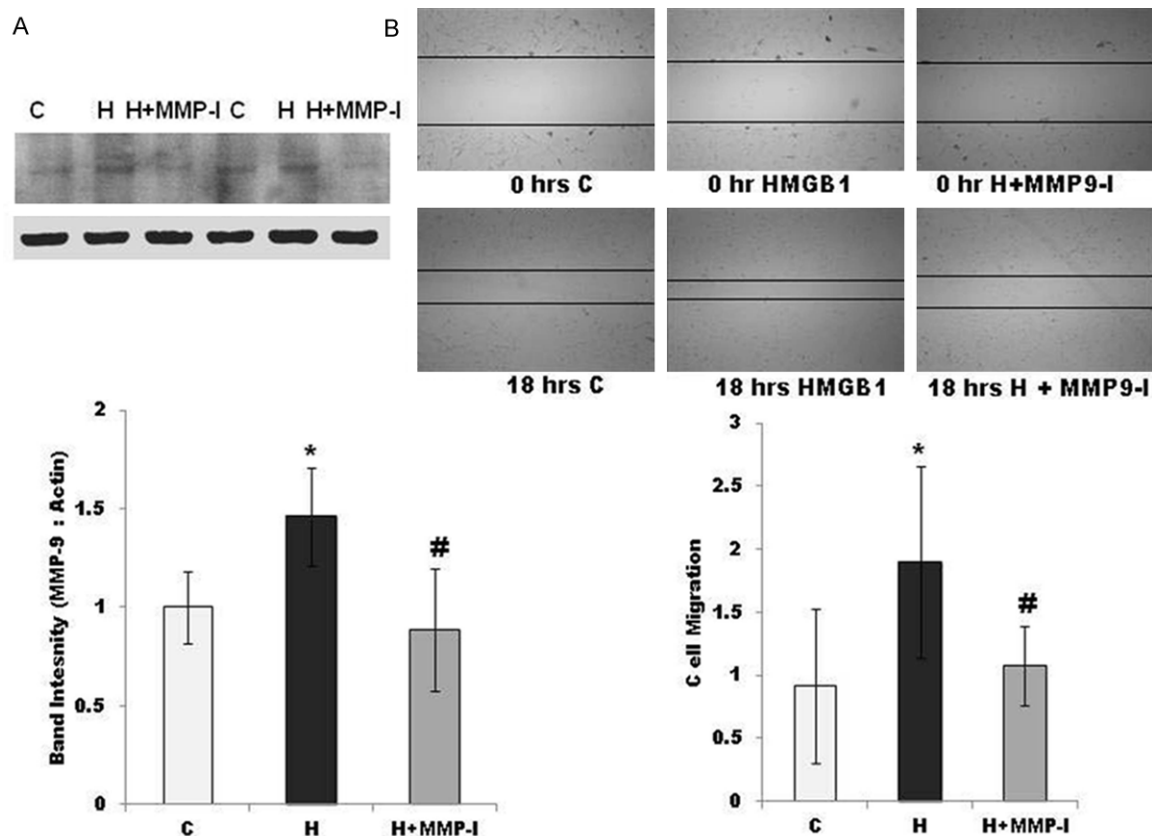 A
B
C H H+MMP-I C H H+MMP-I
0 hrs C
0 hr HMGB1
0 hr H+MMP9-I
18 hrs C
18 hrs HMGB1
18 hrs H + MMP9-I
Band Intesnity (MMP-9 : Actin)
2
1.5
1
0.5
0
*
#
C H H+MMP-I
C ell Migration
3
2.5
2
1.5
1
0.5
0
*
#
C H H+MMP-I